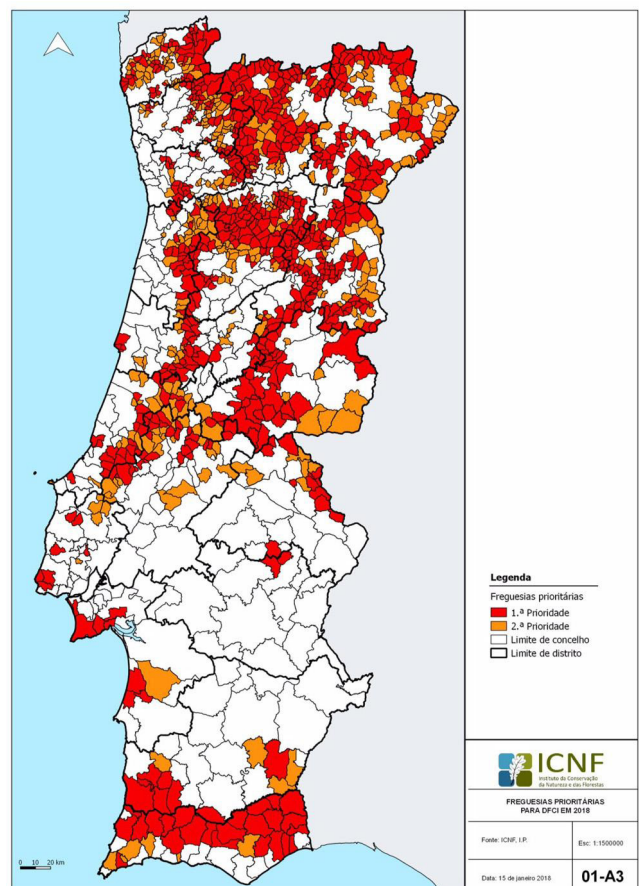 Legenda
Freguesias prioritárias
1.ª Prioridade
2.ª Prioridade
Limite de concelho
Limite de distrito
ICNF
Instituto da Conservação
da Natureza e das Florestas
FREGUESIAS PRIORITÁRIAS
PARA DFCI EM 2018
Fonte: ICNF, I.P.
Esc: 1:1500000
Data: 15 de janeiro 2018
01-A3
0 10 20 km